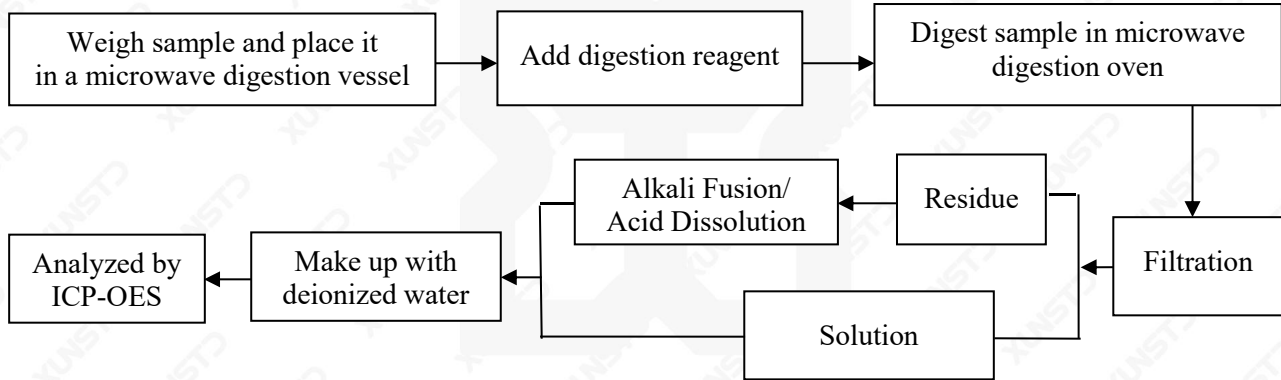 Weigh sample and place it
in a microwave digestion vessel
Add digestion reagent
Digest sample in microwave
digestion oven
Filtration
Residue
Alkali Fusion/
Acid Dissolution
Solution
Make up with
deionized water
Analyzed by
ICP-OES